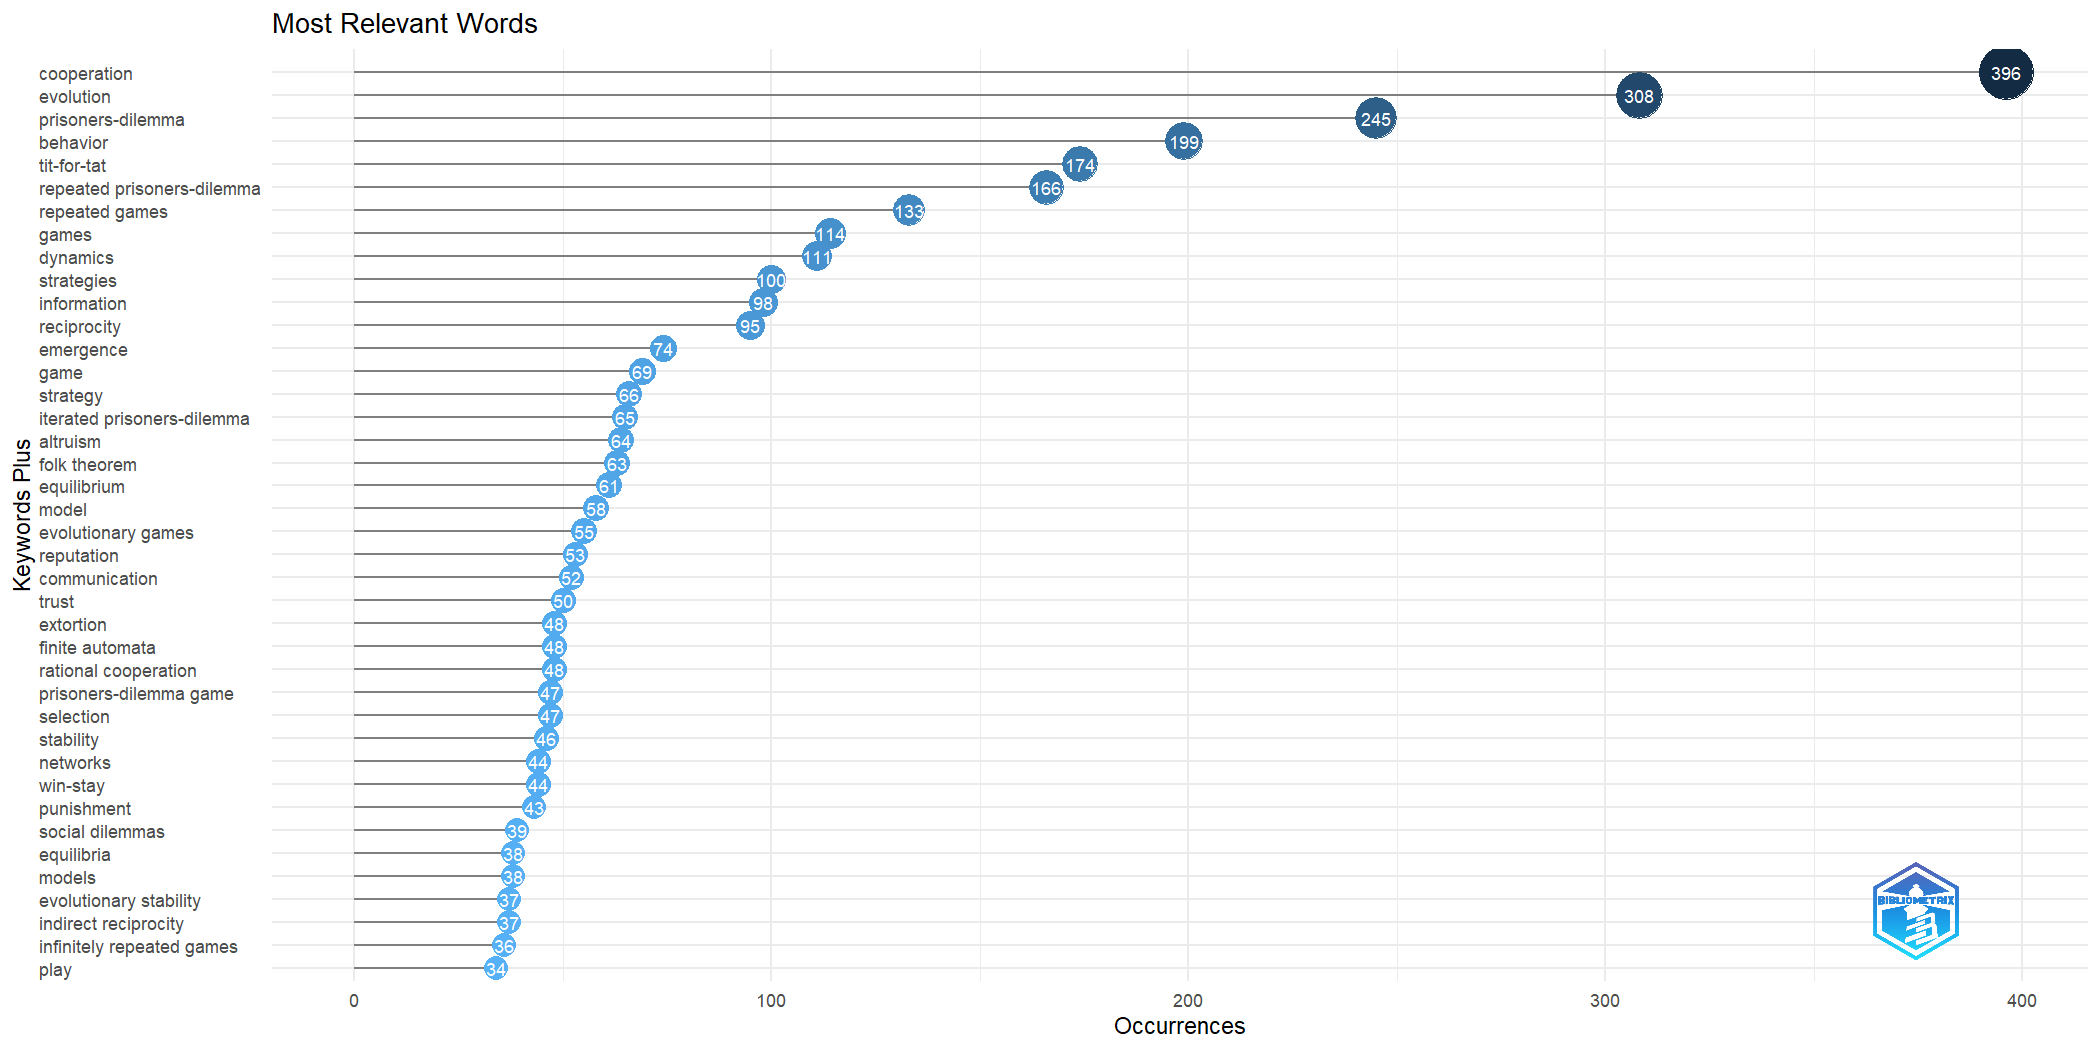 Most Relevant Words
Keywords Plus
cooperation 396
evolution 308
prisoners-dilemma 245
behavior 199
tit-for-tat 174
repeated prisoners-dilemma 166
repeated games 133
games 114
dynamics 111
strategies 100
information 98
reciprocity 95
emergence 74
game 69
strategy 66
iterated prisoners-dilemma 65
altruism 64
folk theorem 63
equilibrium 61
model 58
evolutionary games 55
reputation 53
communication 52
trust 50
extortion 48
finite automata 48
rational cooperation 48
prisoners-dilemma game 47
selection 47
stability 46
networks 44
win-stay 44
punishment 43
social dilemmas 39
equilibria 38
models 38
evolutionary stability 37
indirect reciprocity 37
infinitely repeated games 36
play 34
BIBLIOMETRIX
0 100 200 300 400
Occurrences